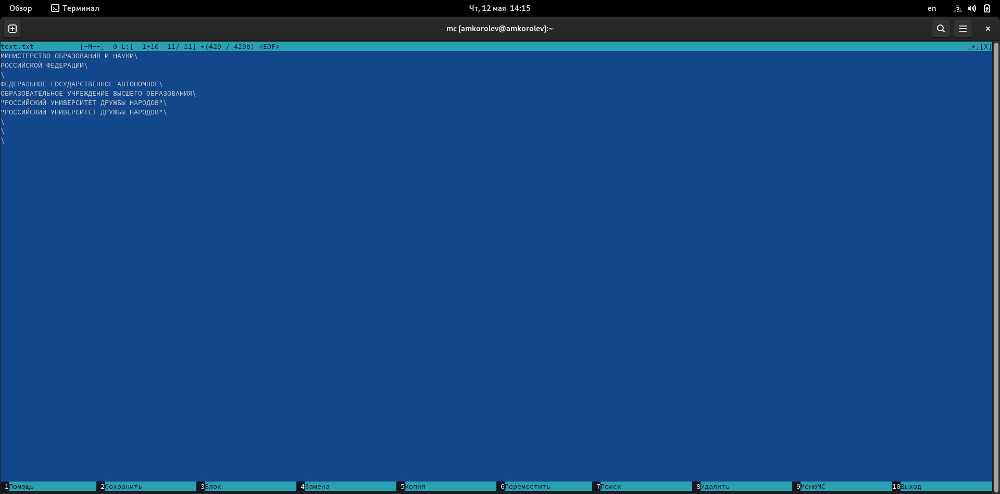 Обзор Терминал Чт, 12 мая 14:15 en
mc [amkorolev@amkorolev]:~
text.txt [-M--] 0 L:[ 1+10 11/ 11] *(429 / 429b) <EOF> [*][X]
МИНИСТЕРСТВО ОБРАЗОВАНИЯ И НАУКИ\
РОССИЙСКОЙ ФЕДЕРАЦИИ\
\
ФЕДЕРАЛЬНОЕ ГОСУДАРСТВЕННОЕ АВТОНОМНОЕ\
ОБРАЗОВАТЕЛЬНОЕ УЧРЕЖДЕНИЕ ВЫСШЕГО ОБРАЗОВАНИЯ\
"РОССИЙСКИЙ УНИВЕРСИТЕТ ДРУЖБЫ НАРОДОВ"\
"РОССИЙСКИЙ УНИВЕРСИТЕТ ДРУЖБЫ НАРОДОВ"\
\
\
\
1Помощь 2Сохранить 3Блок 4Замена 5Копия 6Переместить 7Поиск 8Удалить 9МенюМС 10Выход